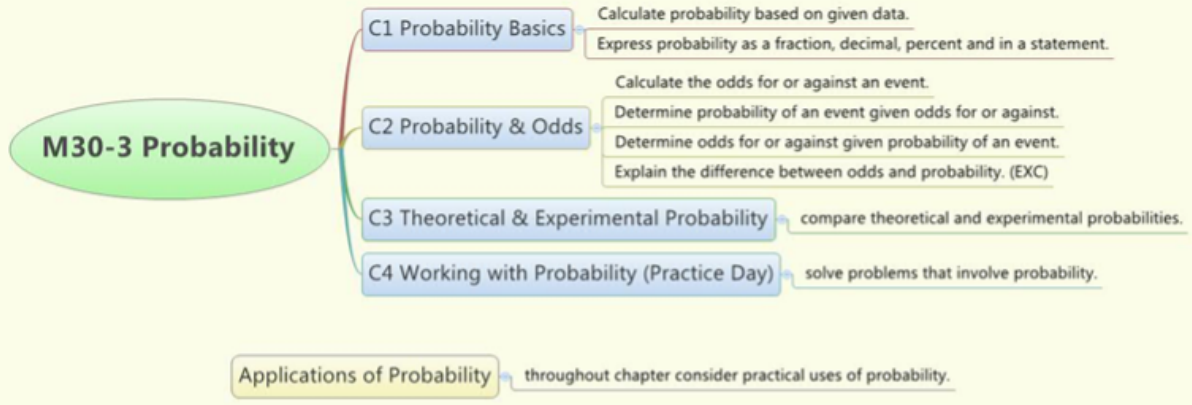 M30-3 Probability
C1 Probability Basics
Calculate probability based on given data.
Express probability as a fraction, decimal, percent and in a statement.
C2 Probability & Odds
Calculate the odds for or against an event.
Determine probability of an event given odds for or against.
Determine odds for or against given probability of an event.
Explain the difference between odds and probability. (EXC)
C3 Theoretical & Experimental Probability
compare theoretical and experimental probabilities.
C4 Working with Probability (Practice Day)
solve problems that involve probability.
Applications of Probability
throughout chapter consider practical uses of probability.